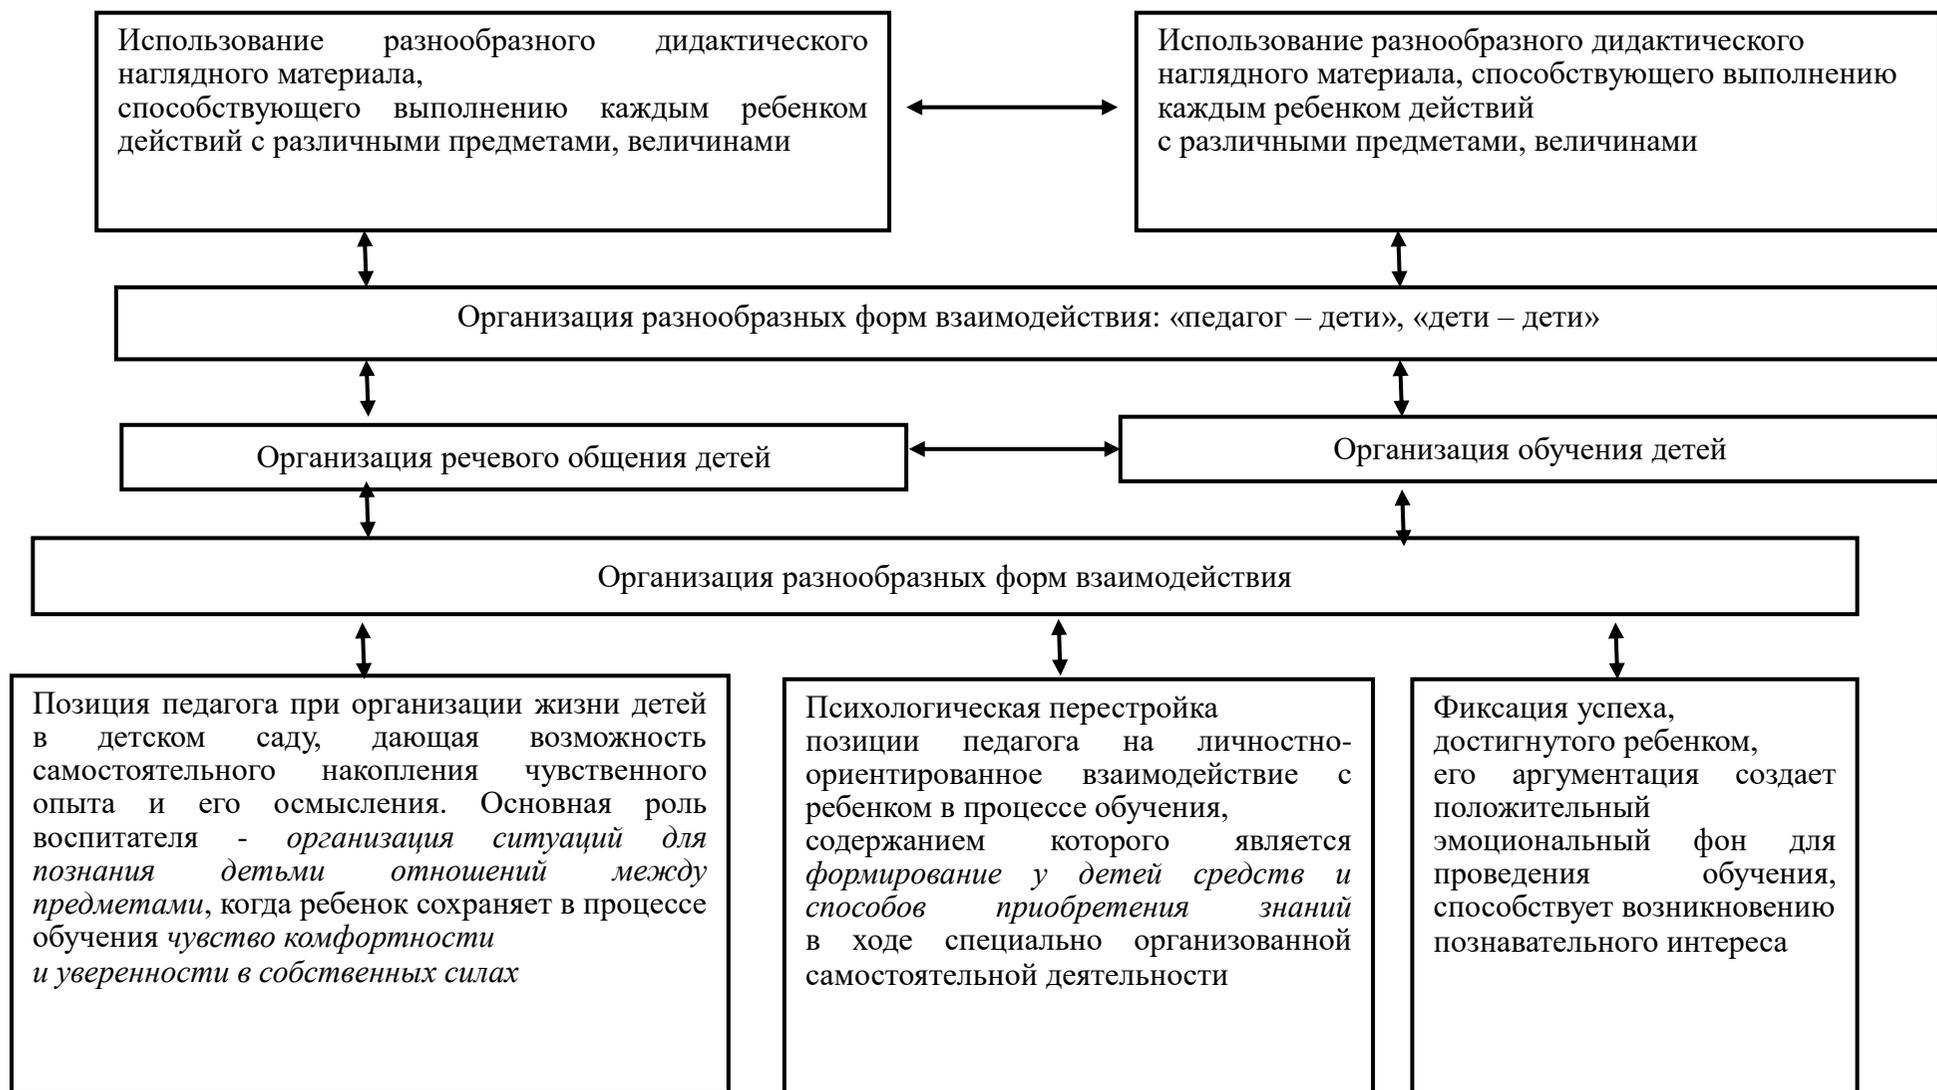 Использование разнообразного дидактического
наглядного материала,
способствующего выполнению каждым ребенком
действий с различными предметами, величинами
Использование разнообразного дидактического
наглядного материала, способствующего выполнению
каждым ребенком действий
с различными предметами, величинами
Организация разнообразных форм взаимодействия: «педагог – дети», «дети – дети»
Организация речевого общения детей
Организация обучения детей
Организация разнообразных форм взаимодействия
Позиция педагога при организации жизни детей
в детском саду, дающая возможность
самостоятельного накопления чувственного
опыта и его осмысления. Основная роль
воспитателя - организация ситуаций для
познания детьми отношений между
предметами, когда ребенок сохраняет в процессе
обучения чувство комфортности
и уверенности в собственных силах
Психологическая перестройка
позиции педагога на личностно-
ориентированное взаимодействие с
ребенком в процессе обучения,
содержанием которого является
формирование у детей средств и
способов приобретения знаний
в ходе специально организованной
самостоятельной деятельности
Фиксация успеха,
достигнутого ребенком,
его аргументация создает
положительный
эмоциональный фон для
проведения обучения,
способствует возникновению
познавательного интереса